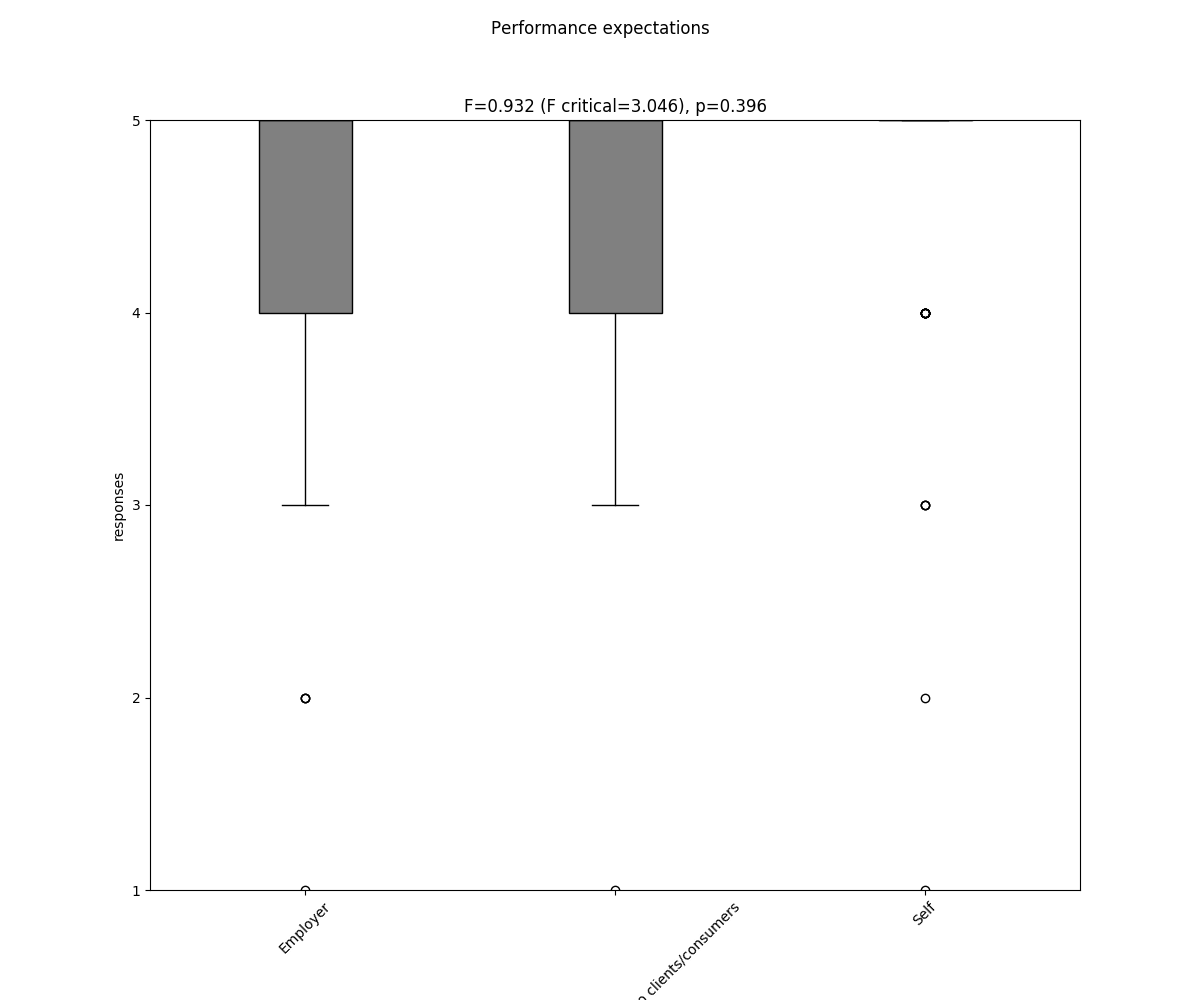 Performance expectations
F=0.932 (F critical=3.046), p=0.396
5
4
3
2
1
responses
Employer
clients/consumers
Self